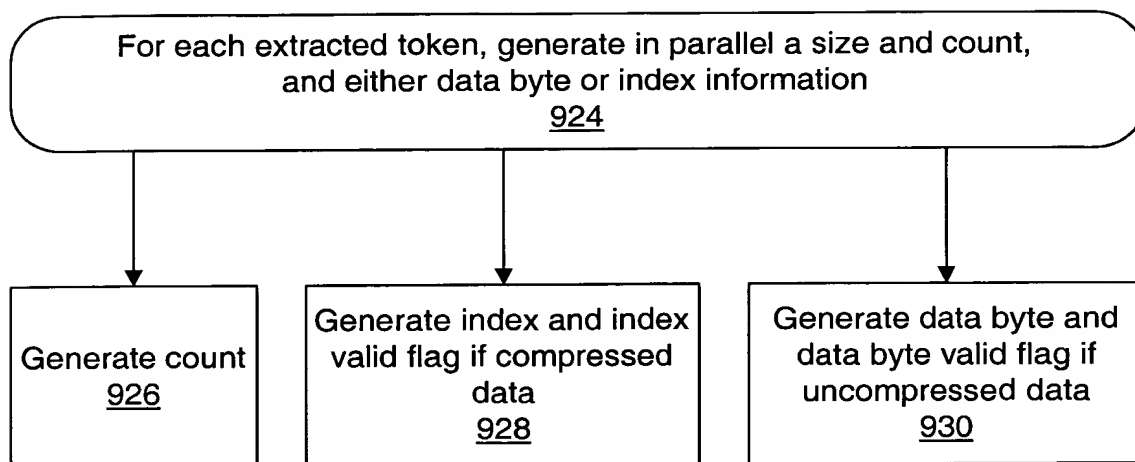 For each extracted token, generate in parallel a size and count,
and either data byte or index information
924
Generate count
926
Generate index and index
valid flag if compressed
data
928
Generate data byte and
data byte valid flag if
uncompressed data
930